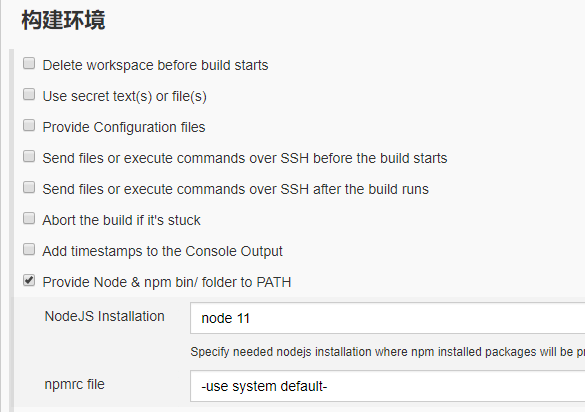 构建环境
Delete workspace before build starts
Use secret text(s) or file(s)
Provide Configuration files
Send files or execute commands over SSH before the build starts
Send files or execute commands over SSH after the build runs
Abort the build if it's stuck
Add timestamps to the Console Output
Provide Node & npm bin/ folder to PATH
NodeJS Installation node 11
Specify needed nodejs installation where npm installed packages will be
npmrc file -use system default-